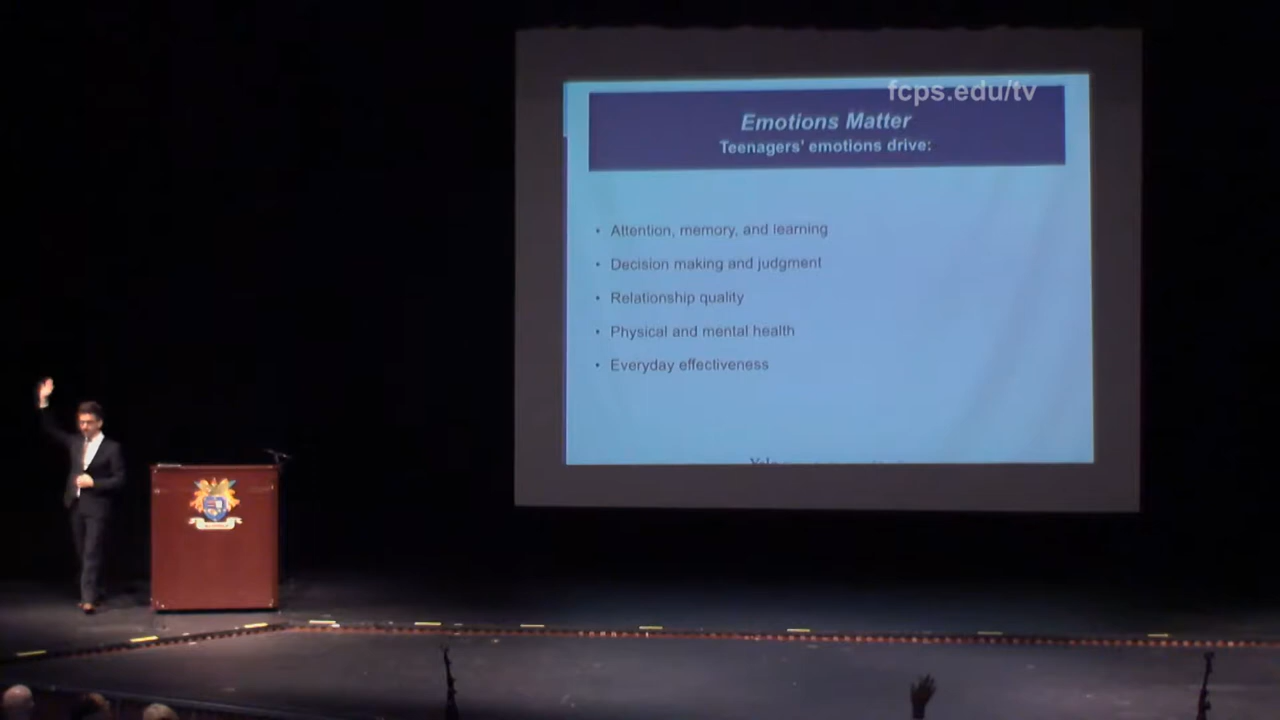 fcps.edu/tv
Emotions Matter
Teenagers' emotions drive:
• Attention, memory, and learning
• Decision making and judgment
• Relationship quality
• Physical and mental health
• Everyday effectiveness